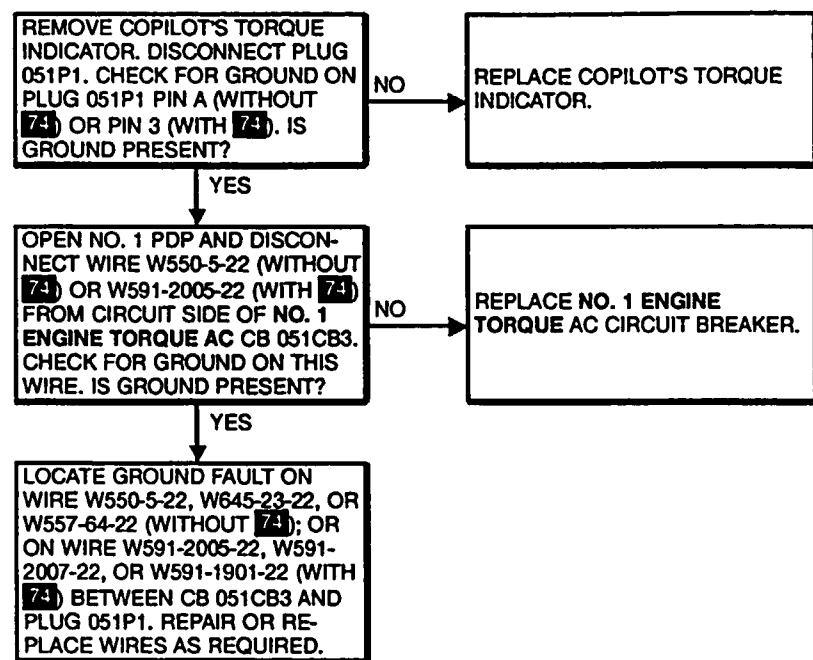 REMOVE COPILOT'S TORQUE
INDICATOR. DISCONNECT PLUG
051P1. CHECK FOR GROUND ON
PLUG 051P1 PIN A (WITHOUT
74) OR PIN 3 (WITH 74). IS
GROUND PRESENT?
NO
REPLACE COPILOT'S TORQUE
INDICATOR.
YES
OPEN NO. 1 PDP AND DISCON-
NECT WIRE W550-5-22 (WITHOUT
74) OR W591-2005-22 (WITH 74)
FROM CIRCUIT SIDE OF NO. 1
ENGINE TORQUE AC CB 051CB3.
CHECK FOR GROUND ON THIS
WIRE. IS GROUND PRESENT?
NO
REPLACE NO. 1 ENGINE
TORQUE AC CIRCUIT BREAKER.
YES
LOCATE GROUND FAULT ON
WIRE W550-5-22, W645-23-22, OR
W557-64-22 (WITHOUT 74); OR
ON WIRE W591-2005-22, W591-
2007-22, OR W591-1901-22 (WITH
74) BETWEEN CB 051CB3 AND
PLUG 051P1. REPAIR OR RE-
PLACE WIRES AS REQUIRED.